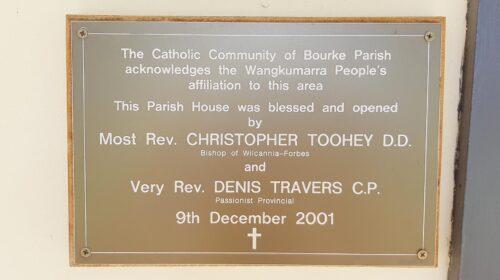 The Catholic Community of Bourke Parish
acknowledges the Wangkumarra People's
affiliation to this area
This Parish House was blessed and opened
by
Most Rev. CHRISTOPHER TOOHEY D.D.
Bishop of Wilcannia-Forbes
and
Very Rev. DENIS TRAVERS C.P.
Passionist Provincial
9th December 2001